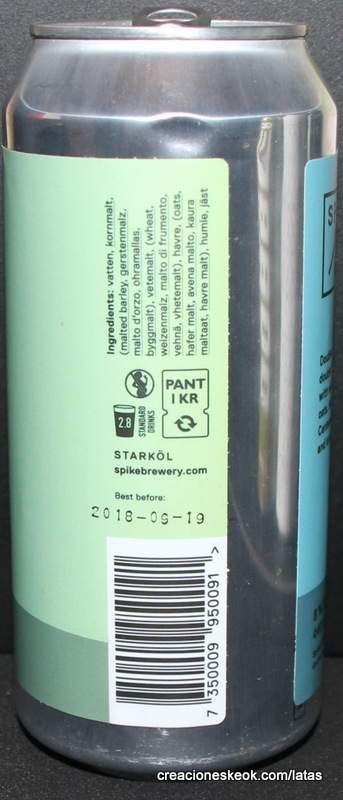 Ingredients: vatten, kornmalt,
(malted barley, gerstenmalz,
malto d'orzo, ohramallas,
byggmalt), vetemalt, (wheat,
weizenmalz, malto di frumento,
vehnä, vhetemalt), havre, (oats,
hafer malt, avena malto, kaura
maltaat, havre malt), humle, jäst
2.8
STANDARD
DRINKS
PANT
1 KR
STARKÖL
spikebrewery.com
Best before:
2018-09-19
7 350009 950091 >
creacioneskeok.com/latas